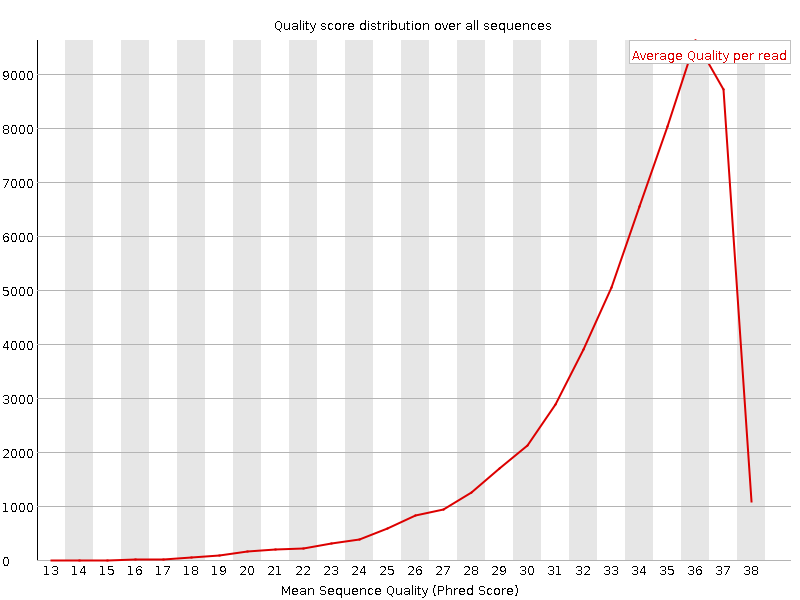 Quality score distribution over all sequences
Average Quality per read
9000
8000
7000
6000
5000
4000
3000
2000
1000
0
13 14 15 16 17 18 19 20 21 22 23 24 25 26 27 28 29 30 31 32 33 34 35 36 37 38
Mean Sequence Quality (Phred Score)